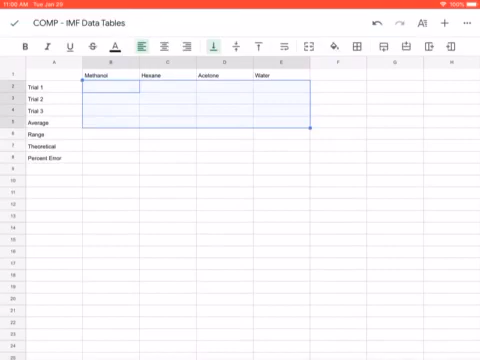 11:00 AM Tue Jan 28
100%
COMP - IMF Data Tables
B I U S A
A B C D E F G H
1 Methanol Hexane Acetone Water
2 Trial 1
3 Trial 2
4 Trial 3
5 Average
6 Range
7 Theoretical
8 Percent Error
9
10
11
12
13
14
15
16
17
18
19
20
21
22
23
24
25